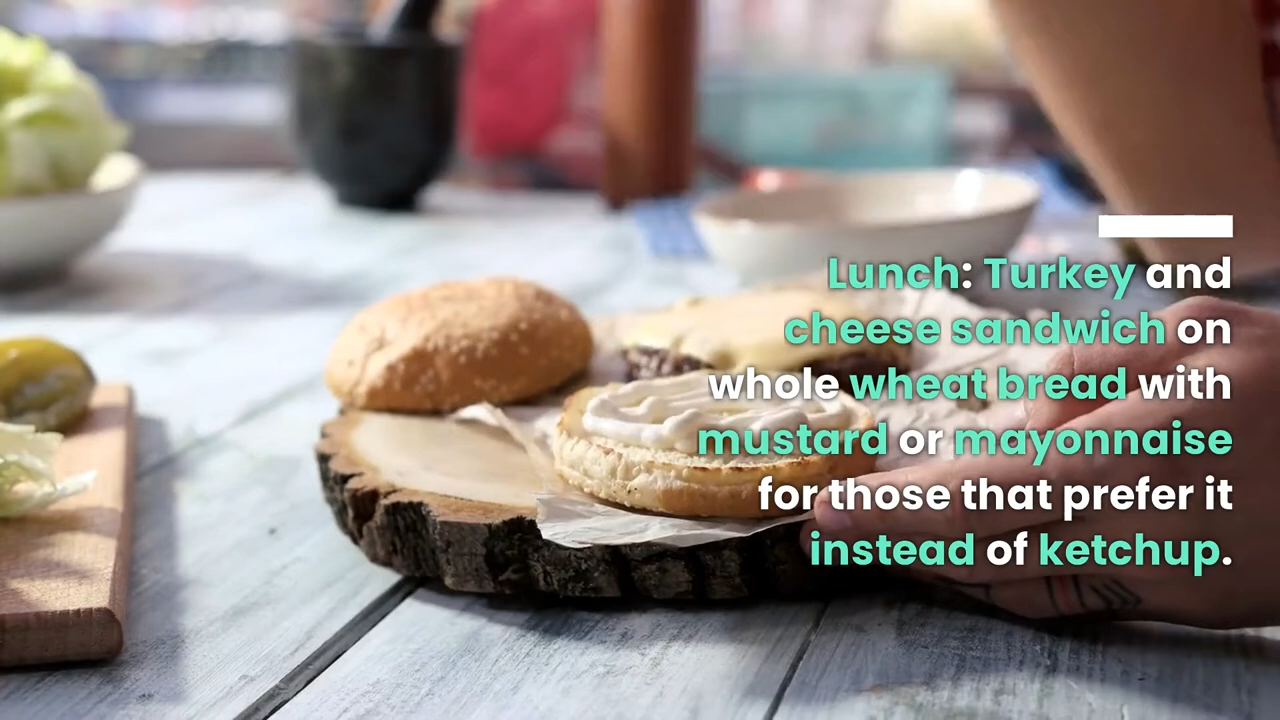 Lunch: Turkey and
cheese sandwich on
whole wheat bread with
mustard or mayonnaise
for those that prefer it
instead of ketchup.